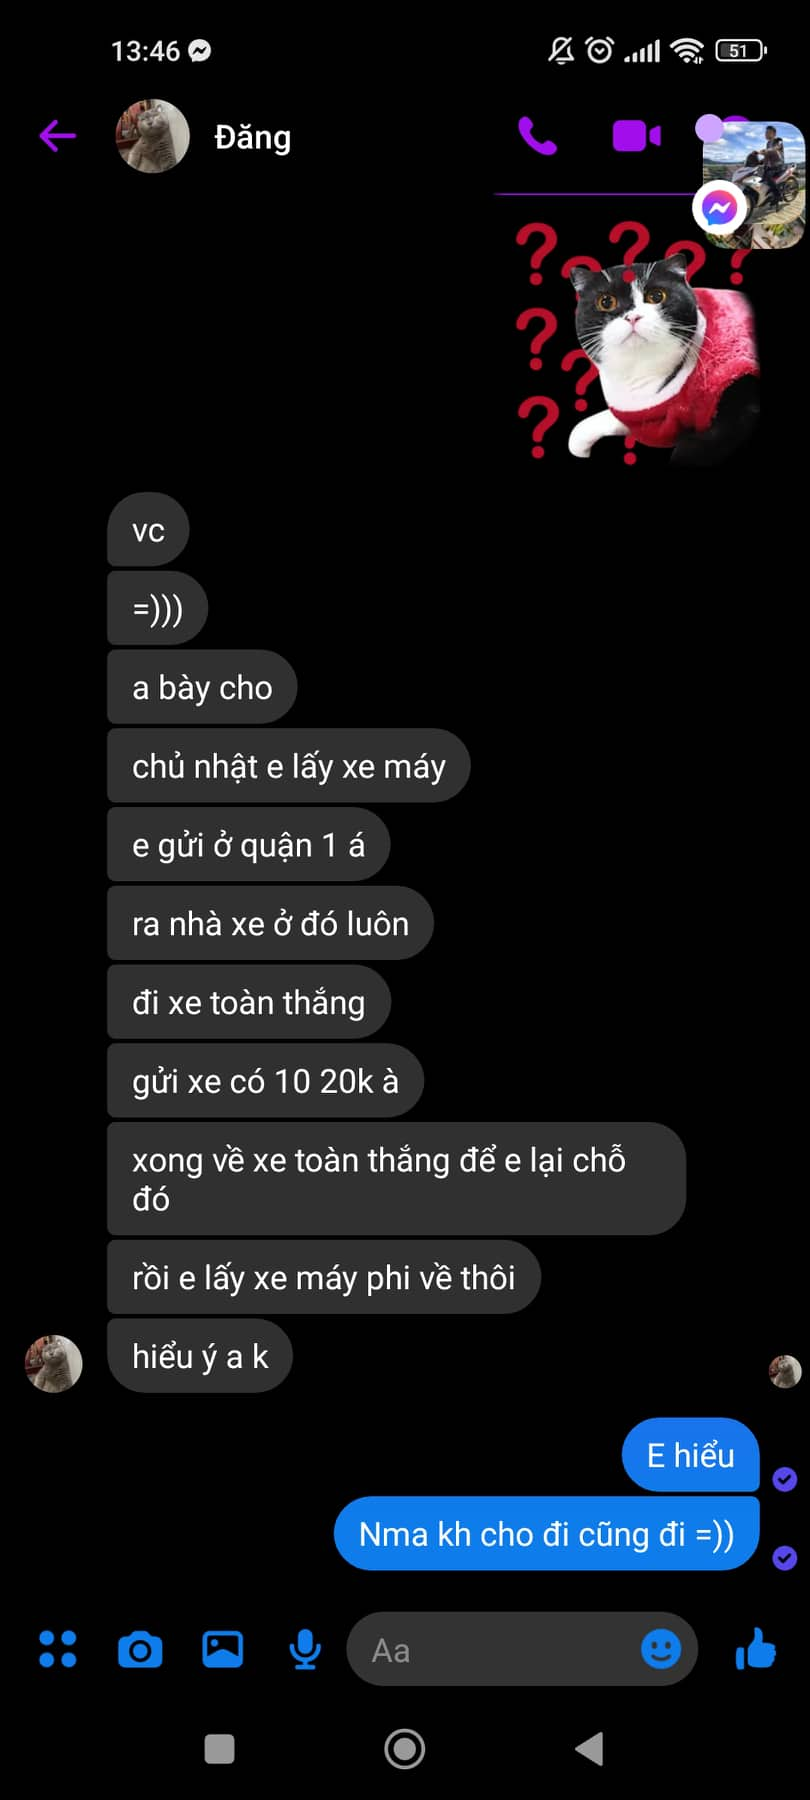 13:46
51
Đăng
? ? ? ? ?
?
?
? ?
vc
=)))
a bày cho
chủ nhật e lấy xe máy
e gửi ở quận 1 á
ra nhà xe ở đó luôn
đi xe toàn thắng
gửi xe có 10 20k à
xong về xe toàn thắng để e lại chỗ
đó
rồi e lấy xe máy phi về thôi
hiểu ý a k
E hiểu
Nma kh cho đi cũng đi =))
Aa